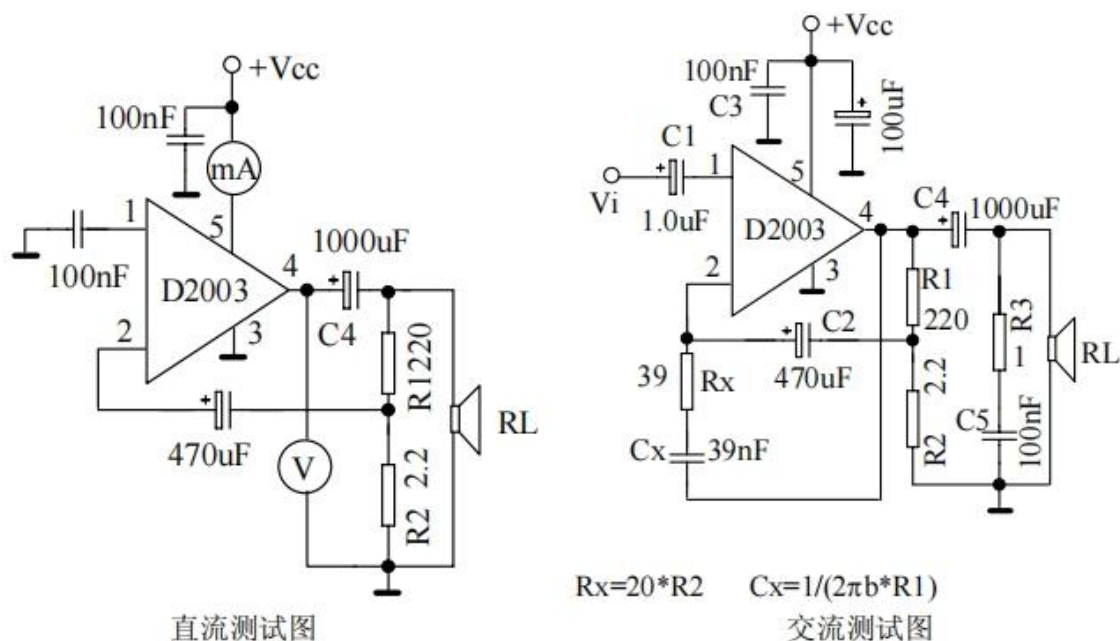 +Vcc
100nF
mA
1
5
100nF
D2003
4
1000uF
C4
2
3
R1 220
470uF
V
R2 2.2
RL
直流测试图
+Vcc
100nF
C3
100uF
C1
Vi
1.0uF
1
5
D2003
4
C4
1000uF
2
3
R1
220
R3
1
C2
470uF
39
Rx
2.2
R2
RL
Cx
39nF
C5
100nF
Rx=20*R2 Cx=1/(2πb*R1)
交流测试图